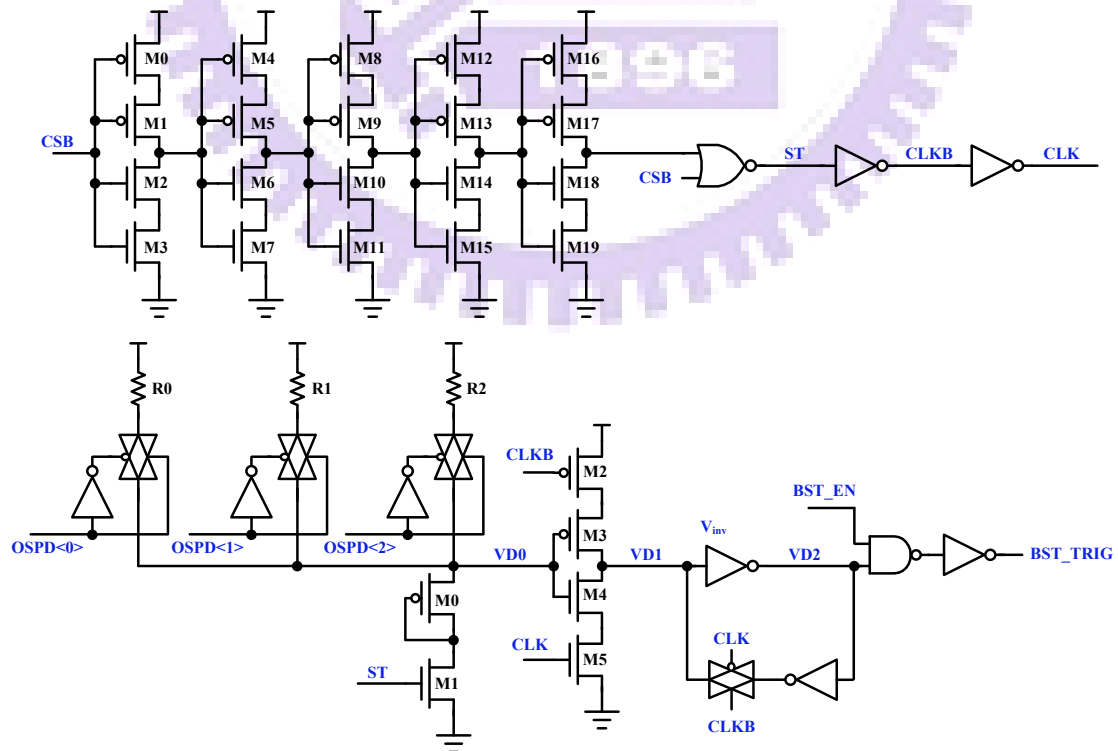 1896
M0 M4 M8 M12 M16
M1 M5 M9 M13 M17
CSB
ST CLKB CLK
CSB
M2 M6 M10 M14 M18
M3 M7 M11 M15 M19
R0 R1 R2
CLKB
M2
BST_EN
M3
V_inv
OSPD<0> OSPD<1> OSPD<2>
VD0 VD1 VD2
BST_TRIG
M0
M4
CLK
M5
CLK
ST
M1
CLKB